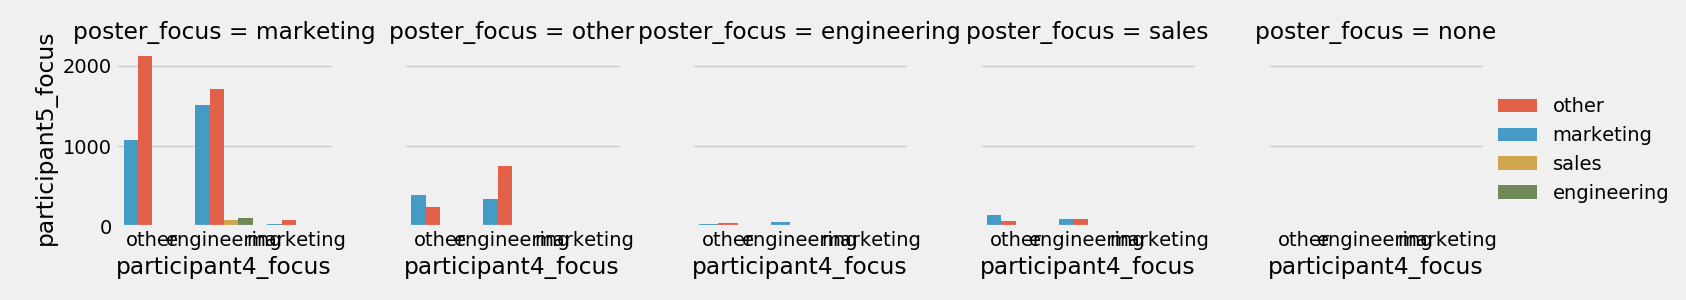 poster_focus = marketing
poster_focus = other
poster_focus = engineering
poster_focus = sales
poster_focus = none
participant5_focus
2000
1000
0
other
marketing
sales
engineering
other engineering marketing
other engineering marketing
other engineering marketing
other engineering marketing
other engineering marketing
participant4_focus
participant4_focus
participant4_focus
participant4_focus
participant4_focus